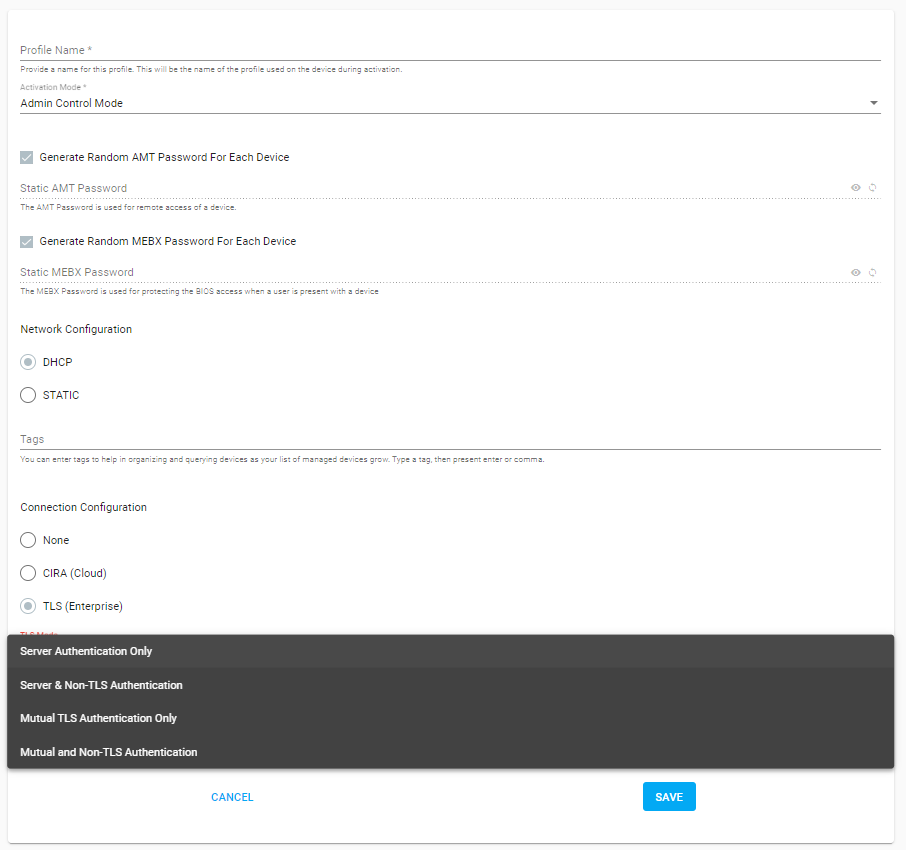 Profile Name *
Provide a name for this profile. This will be the name of the profile used on the device during activation.
Activation Mode *
Admin Control Mode
Generate Random AMT Password For Each Device
Static AMT Password
The AMT Password is used for remote access of a device.
Generate Random MEBX Password For Each Device
Static MEBX Password
The MEBX Password is used for protecting the BIOS access when a user is present with a device
Network Configuration
DHCP
STATIC
Tags
You can enter tags to help in organizing and querying devices as your list of managed devices grow. Type a tag, then present enter or comma.
Connection Configuration
None
CIRA (Cloud)
TLS (Enterprise)
TLS Mode
Server Authentication Only
Server & Non-TLS Authentication
Mutual TLS Authentication Only
Mutual and Non-TLS Authentication
CANCEL
SAVE